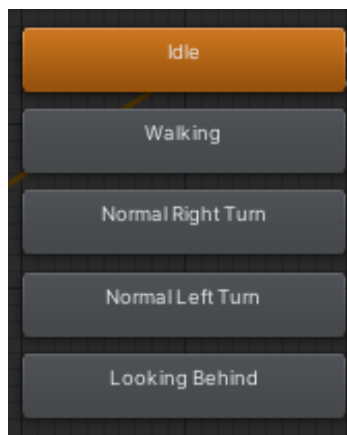 Idle
Walking
Normal Right Turn
Normal Left Turn
Looking Behind